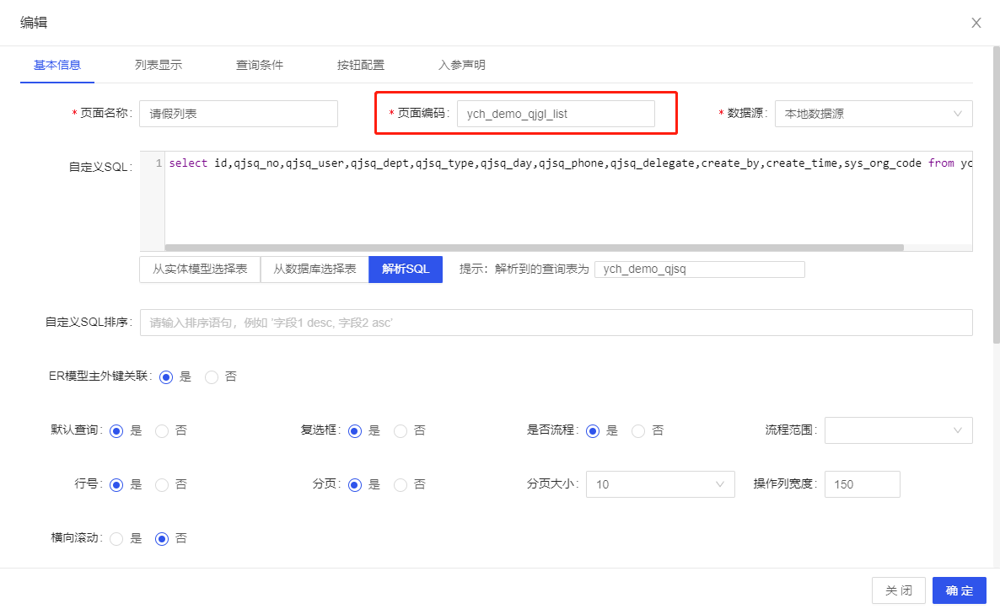 编辑
基本信息 列表显示 查询条件 按钮配置 入参声明
* 页面名称: 请假列表 * 页面编码: ych_demo_qjgl_list * 数据源: 本地数据源
自定义SQL: 1 select id,qjsq_no,qjsq_user,qjsq_dept,qjsq_type,qjsq_day,qjsq_phone,qjsq_delegate,create_by,create_time,sys_org_code from yc
从实体模型选择表 从数据库选择表 解析SQL 提示：解析到的查询表为 ych_demo_qjsq
自定义SQL排序: 请输入排序语句，例如 '字段1 desc, 字段2 asc'
ER模型主外键关联: 是 否
默认查询: 是 否 复选框: 是 否 是否流程: 是 否 流程范围:
行号: 是 否 分页: 是 否 分页大小: 10 操作列宽度: 150
横向滚动: 是 否
关 闭 确 定